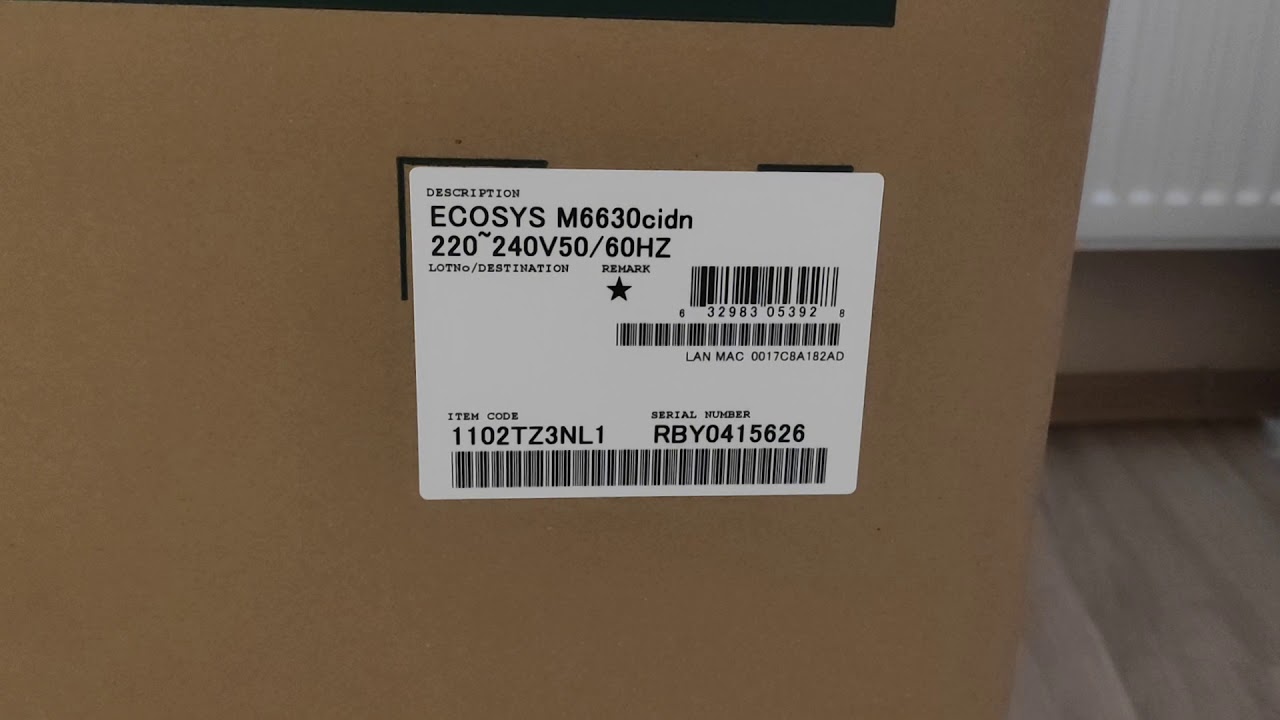 DESCRIPTION
ECOSYS M6630cidn
220~240V50/60HZ
LOTNo/DESTINATION REMARK
★
6 32983 05392 8
LAN MAC 0017C8A182AD
ITEM CODE SERIAL NUMBER
1102TZ3NL1 RBY0415626